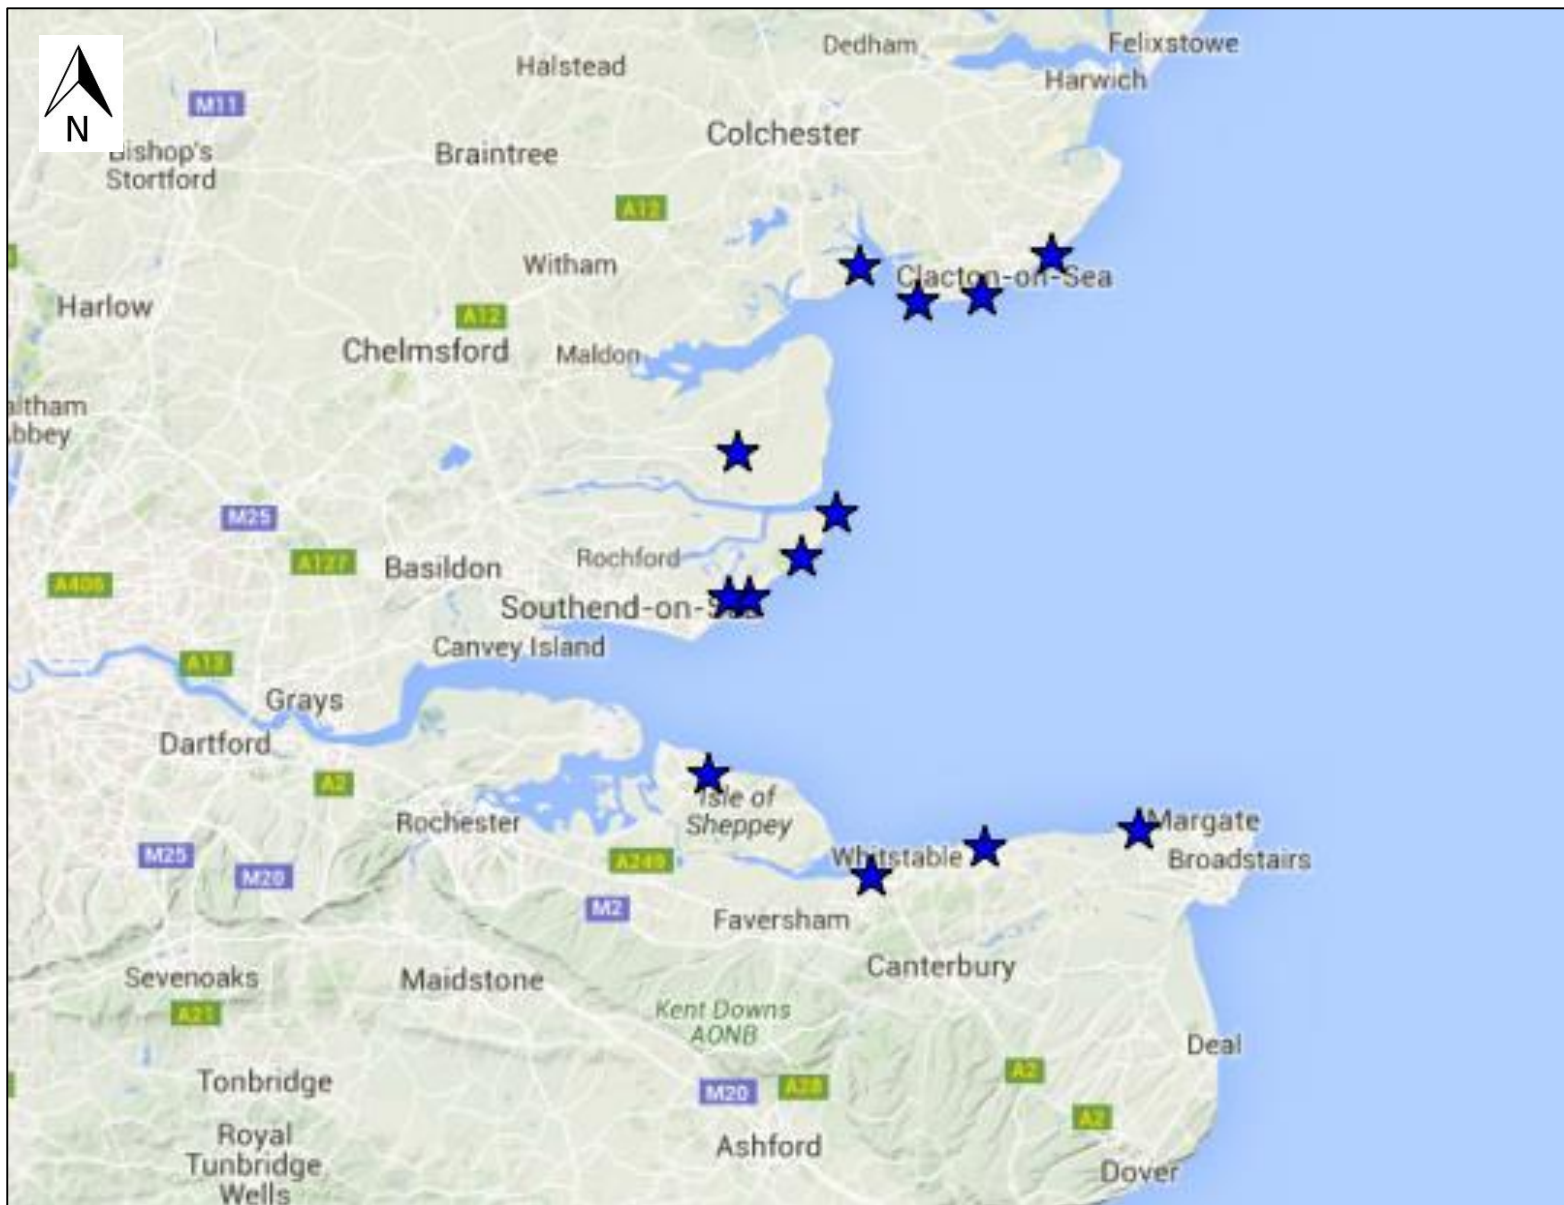 Dedham
Felixstowe
Halstead
Harwich
M11
N
Colchester
Bishop's
Stortford
Braintree
A12
Witham
Clacton-on-Sea
Harlow
A12
Chelmsford
Maldon
altham
bbey
M25
Rochford
A127
Basildon
A406
Southend-on-S
Canvey Island
A13
Grays
Dartford
A2
Isle of
Sheppey
Rochester
Margate
M25
A249
Whitstable
Broadstairs
M20
M2
Faversham
Canterbury
Sevenoaks
Maidstone
A21
Kent Downs
AONB
Deal
Tonbridge
A2
M20
A28
A2
Royal
Tunbridge
Wells
Ashford
Dover